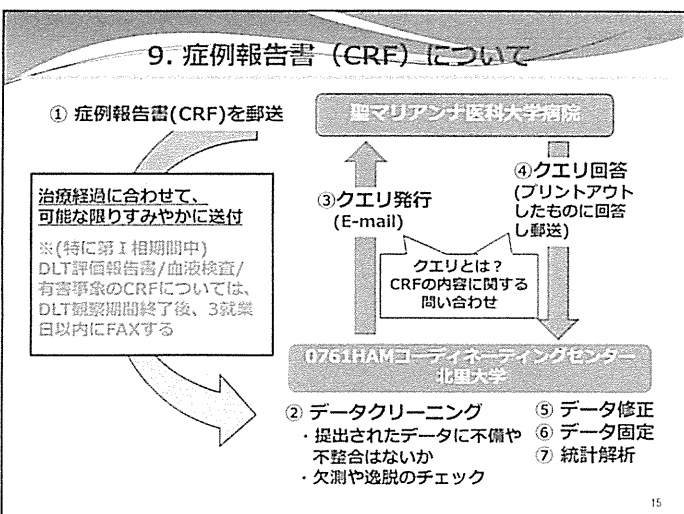 9. 症例報告書（CRF）について
① 症例報告書(CRF)を郵送
聖マリアンナ医科大学病院
治療経過に合わせて、
可能な限りすみやかに送付
※(特に第Ⅰ相期間中)
DLT評価報告書/血液検査/
有害事象のCRFについては、
DLT観察期間終了後、3就業
日以内にFAXする
③クエリ発行
(E-mail)
④クエリ回答
(プリントアウト
したものに回答
し郵送)
クエリとは？
CRFの内容に関する
問い合わせ
0761HAMコーディネーティングセンター
北里大学
② データクリーニング
・提出されたデータに不備や
不整合はないか
・欠測や逸脱のチェック
⑤ データ修正
⑥ データ固定
⑦ 統計解析
15